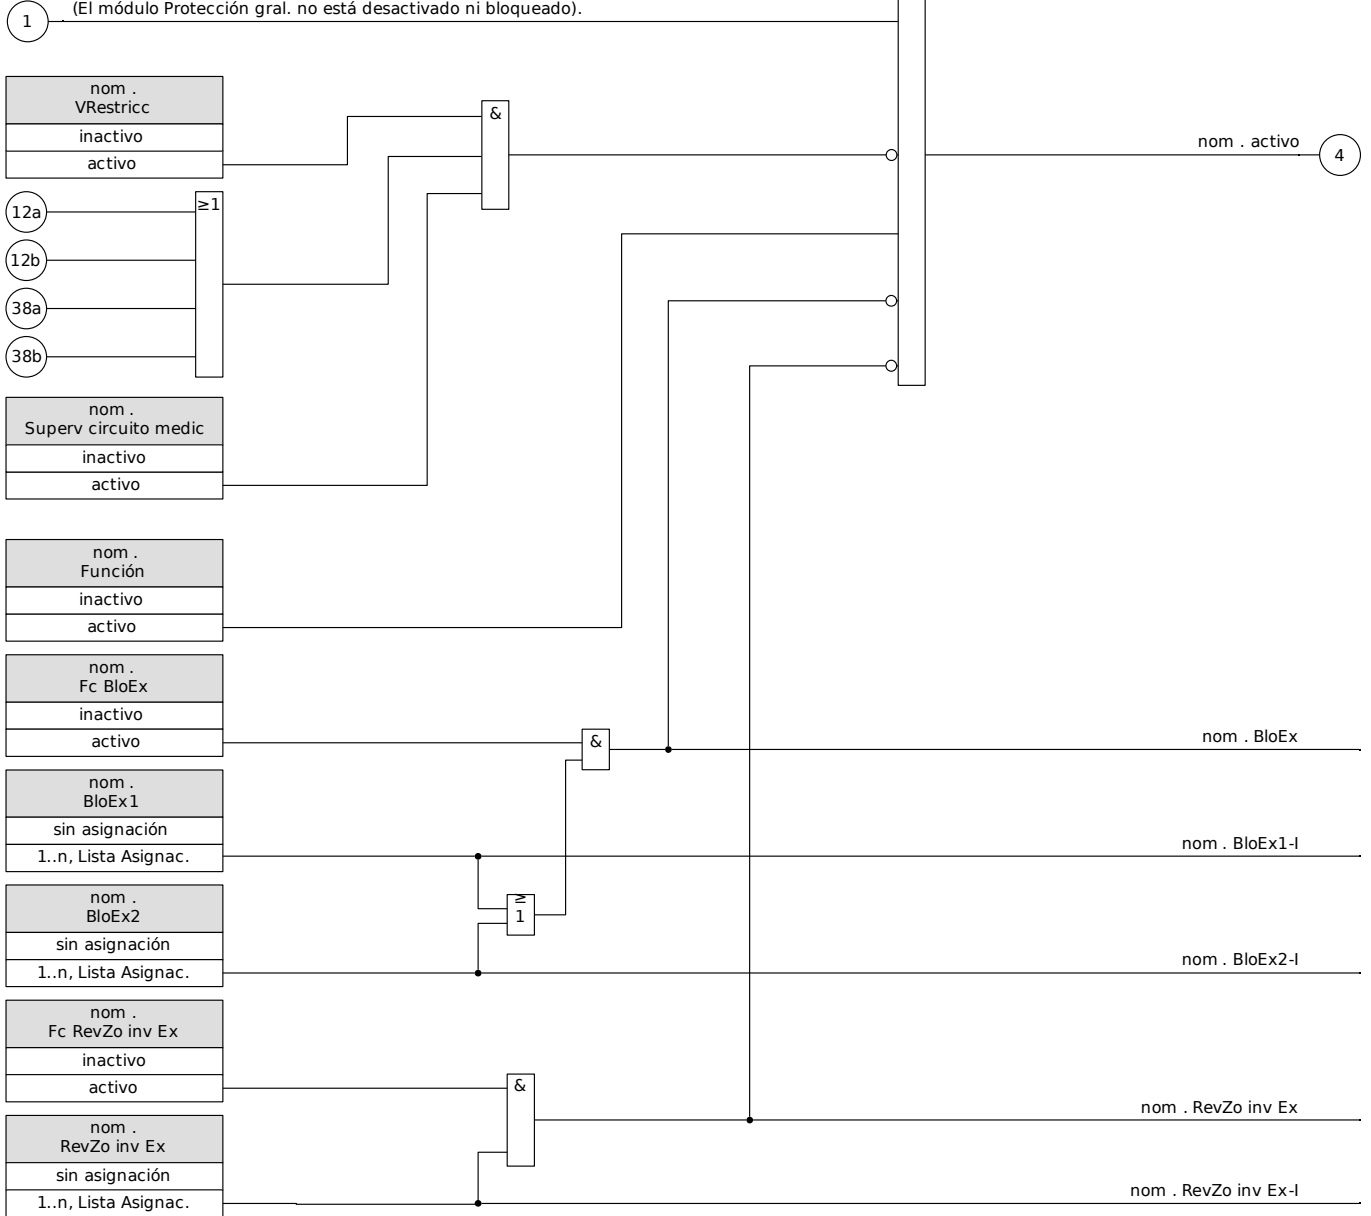 (El módulo Protección gral. no está desactivado ni bloqueado).
1
nom .
VRestricc
inactivo
activo
&
nom . activo
4
12a
≥1
12b
38a
38b
nom .
Superv circuito medic
inactivo
activo
nom .
Función
inactivo
activo
nom .
Fc BloEx
inactivo
activo
&
nom . BloEx
nom .
BloEx1
sin asignación
1..n, Lista Asignac.
nom . BloEx1-I
nom .
BloEx2
≥
1
sin asignación
1..n, Lista Asignac.
nom . BloEx2-I
nom .
Fc RevZo inv Ex
inactivo
activo
&
nom . RevZo inv Ex
nom .
RevZo inv Ex
sin asignación
1..n, Lista Asignac.
nom . RevZo inv Ex-I